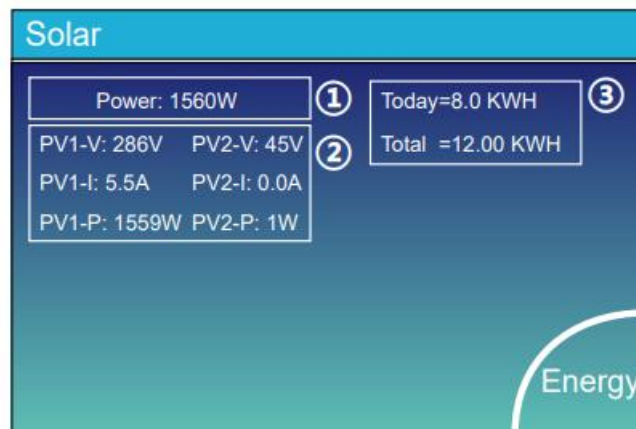 Solar
Power: 1560W
①
PV1-V: 286V PV2-V: 45V
②
PV1-I: 5.5A PV2-I: 0.0A
PV1-P: 1559W PV2-P: 1W
Today=8.0 KWH
③
Total =12.00 KWH
Energy